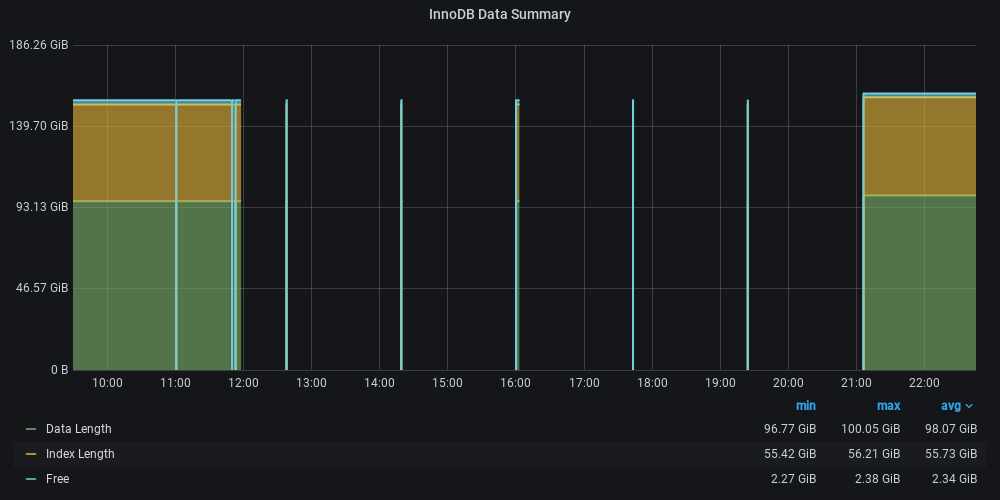 InnoDB Data Summary
186.26 GiB
139.70 GiB
93.13 GiB
46.57 GiB
0 B
10:00 11:00 12:00 13:00 14:00 15:00 16:00 17:00 18:00 19:00 20:00 21:00 22:00
min max avg
Data Length 96.77 GiB 100.05 GiB 98.07 GiB
Index Length 55.42 GiB 56.21 GiB 55.73 GiB
Free 2.27 GiB 2.38 GiB 2.34 GiB